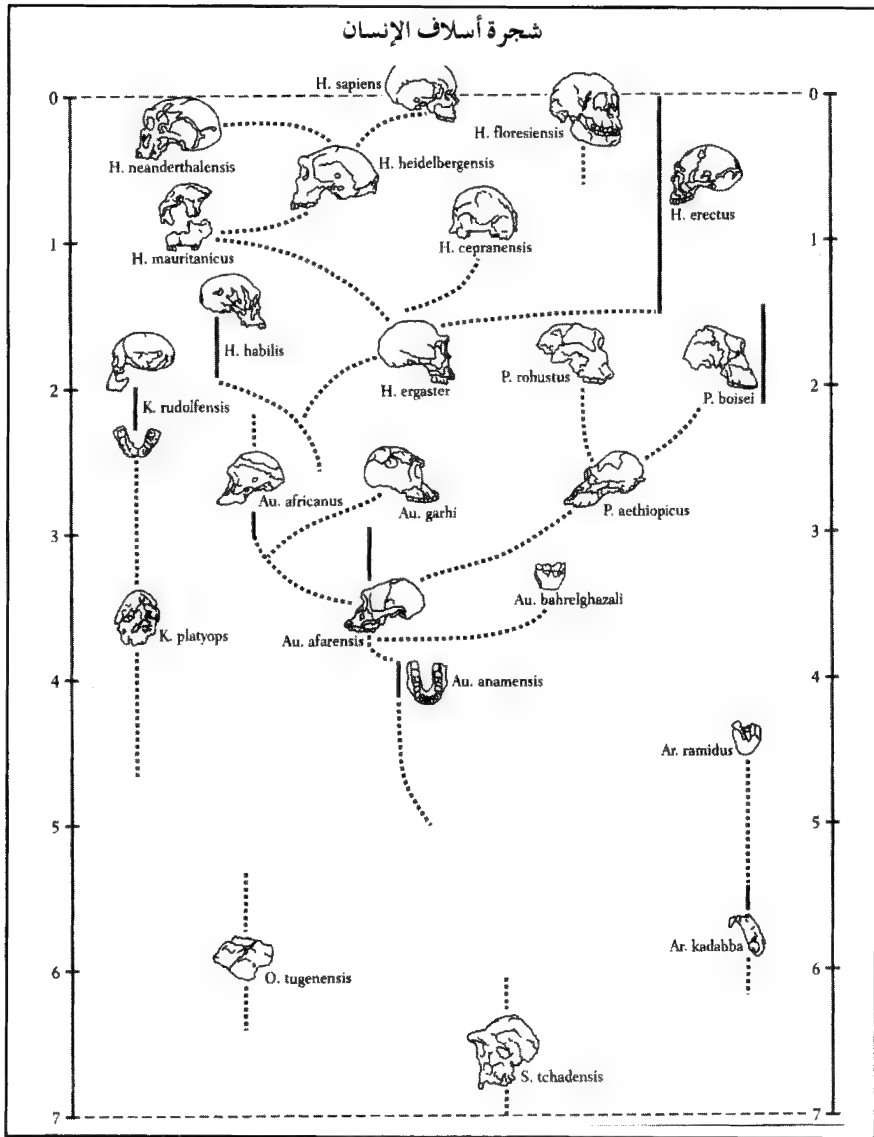 شجرة أسلاف الإنسان
H. sapiens
0
0
H. floresiensis
H. neanderthalensis
H. heidelbergensis
H. erectus
1
H. mauritanicus
H. cepranensis
1
H. habilis
2
K. rudolfensis
H. ergaster
P. rohustus
P. boisei
2
Au. africanus
Au. garhi
P. aethiopicus
3
3
Au. bahrelghazali
K. platyops
Au. afarensis
4
Au. anamensis
4
Ar. ramidus
5
5
Ar. kadabba
6
O. tugenensis
6
S. tchadensis
7
7